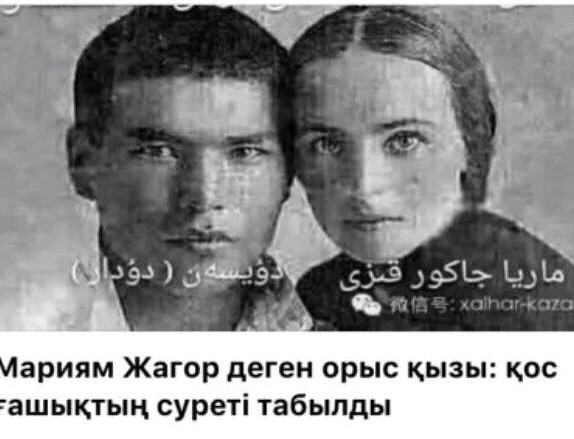 دۇيسەن ( دۇدار)
ماريا جاكور قىزى
微信号: xalhar-kaza
Мариям Жагор деген орыс қызы: қос
ғашықтың суреті табылды